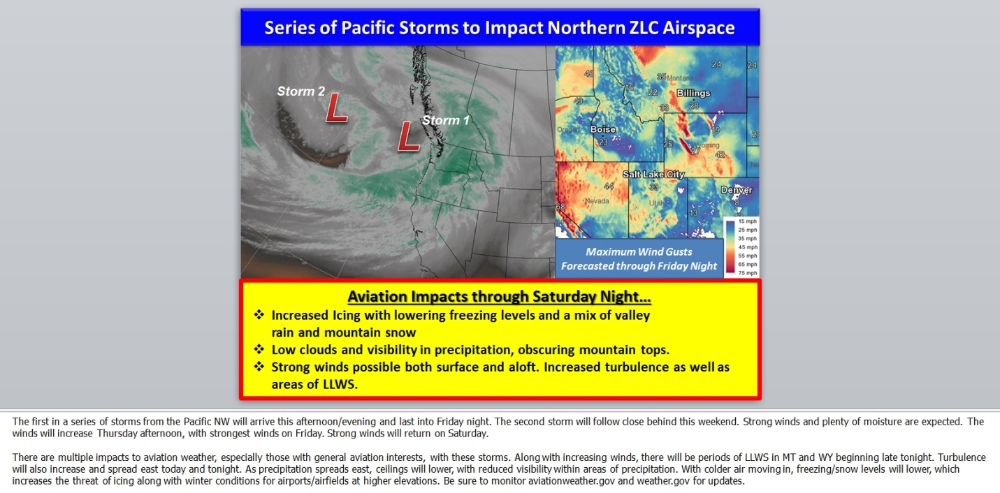 Series of Pacific Storms to Impact Northern ZLC Airspace
Storm 2
L
Storm 1
L
24
24
48
35
Montana
16
22
Billings
43
33
28
Oregon
Boise
19
23
25
Wyoming
27
42
Salt Lake City
44
33
Denver
Nevada
Utah
8
68
13
15 mph
25 mph
35 mph
45 mph
55 mph
65 mph
75 mph
Maximum Wind Gusts
Forecasted through Friday Night
Aviation Impacts through Saturday Night...
❖ Increased Icing with lowering freezing levels and a mix of valley
rain and mountain snow
❖ Low clouds and visibility in precipitation, obscuring mountain tops.
❖ Strong winds possible both surface and aloft. Increased turbulence as well as
areas of LLWS.
The first in a series of storms from the Pacific NW will arrive this afternoon/evening and last into Friday night. The second storm will follow close behind this weekend. Strong winds and plenty of moisture are expected. The
winds will increase Thursday afternoon, with strongest winds on Friday. Strong winds will return on Saturday.
There are multiple impacts to aviation weather, especially those with general aviation interests, with these storms. Along with increasing winds, there will be periods of LLWS in MT and WY beginning late tonight. Turbulence
will also increase and spread east today and tonight. As precipitation spreads east, ceilings will lower, with reduced visibility within areas of precipitation. With colder air moving in, freezing/snow levels will lower, which
increases the threat of icing along with winter conditions for airports/airfields at higher elevations. Be sure to monitor aviationweather.gov and weather.gov for updates.